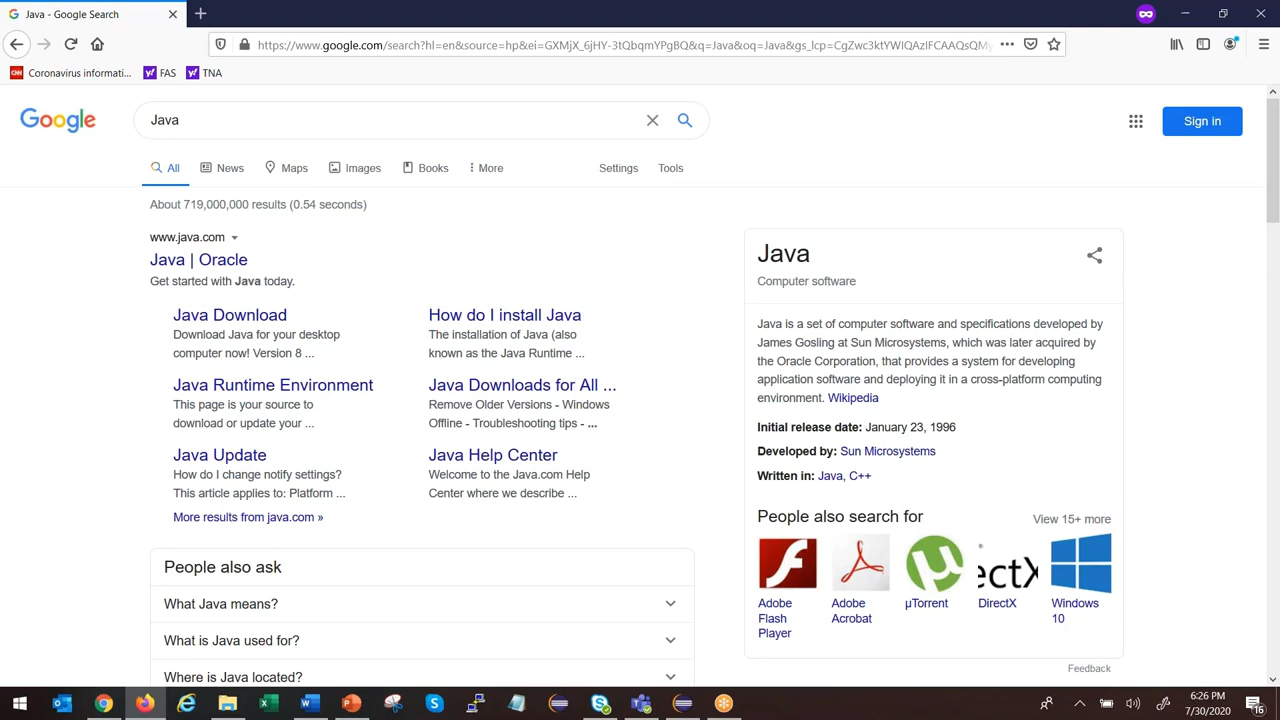 Java - Google Search
https://www.google.com/search?hl=en&source=hp&ei=GXMjX_6jHY-3tQbqmYPgBQ&q=Java&oq=Java&gs_lcp=CgZwc3ktYWIQAzIFCAAQsQM
CNN Coronavirus informati...
FAS
TNA
Google
Java
Sign in
All
News
Maps
Images
Books
More
Settings
Tools
About 719,000,000 results (0.54 seconds)
www.java.com
Java | Oracle
Get started with Java today.
Java Download
Download Java for your desktop
computer now! Version 8 ...
How do I install Java
The installation of Java (also
known as the Java Runtime ...
Java Runtime Environment
This page is your source to
download or update your ...
Java Downloads for All ...
Remove Older Versions - Windows
Offline - Troubleshooting tips - ...
Java Update
How do I change notify settings?
This article applies to: Platform ...
Java Help Center
Welcome to the Java.com Help
Center where we describe ...
More results from java.com »
People also ask
What Java means?
What is Java used for?
Where is Java located?
Java
Computer software
Java is a set of computer software and specifications developed by
James Gosling at Sun Microsystems, which was later acquired by
the Oracle Corporation, that provides a system for developing
application software and deploying it in a cross-platform computing
environment. Wikipedia
Initial release date: January 23, 1996
Developed by: Sun Microsystems
Written in: Java, C++
People also search for
View 15+ more
ectX
Adobe
Flash
Player
Adobe
Acrobat
µTorrent
DirectX
Windows
10
Feedback
6:26 PM
7/30/2020
16